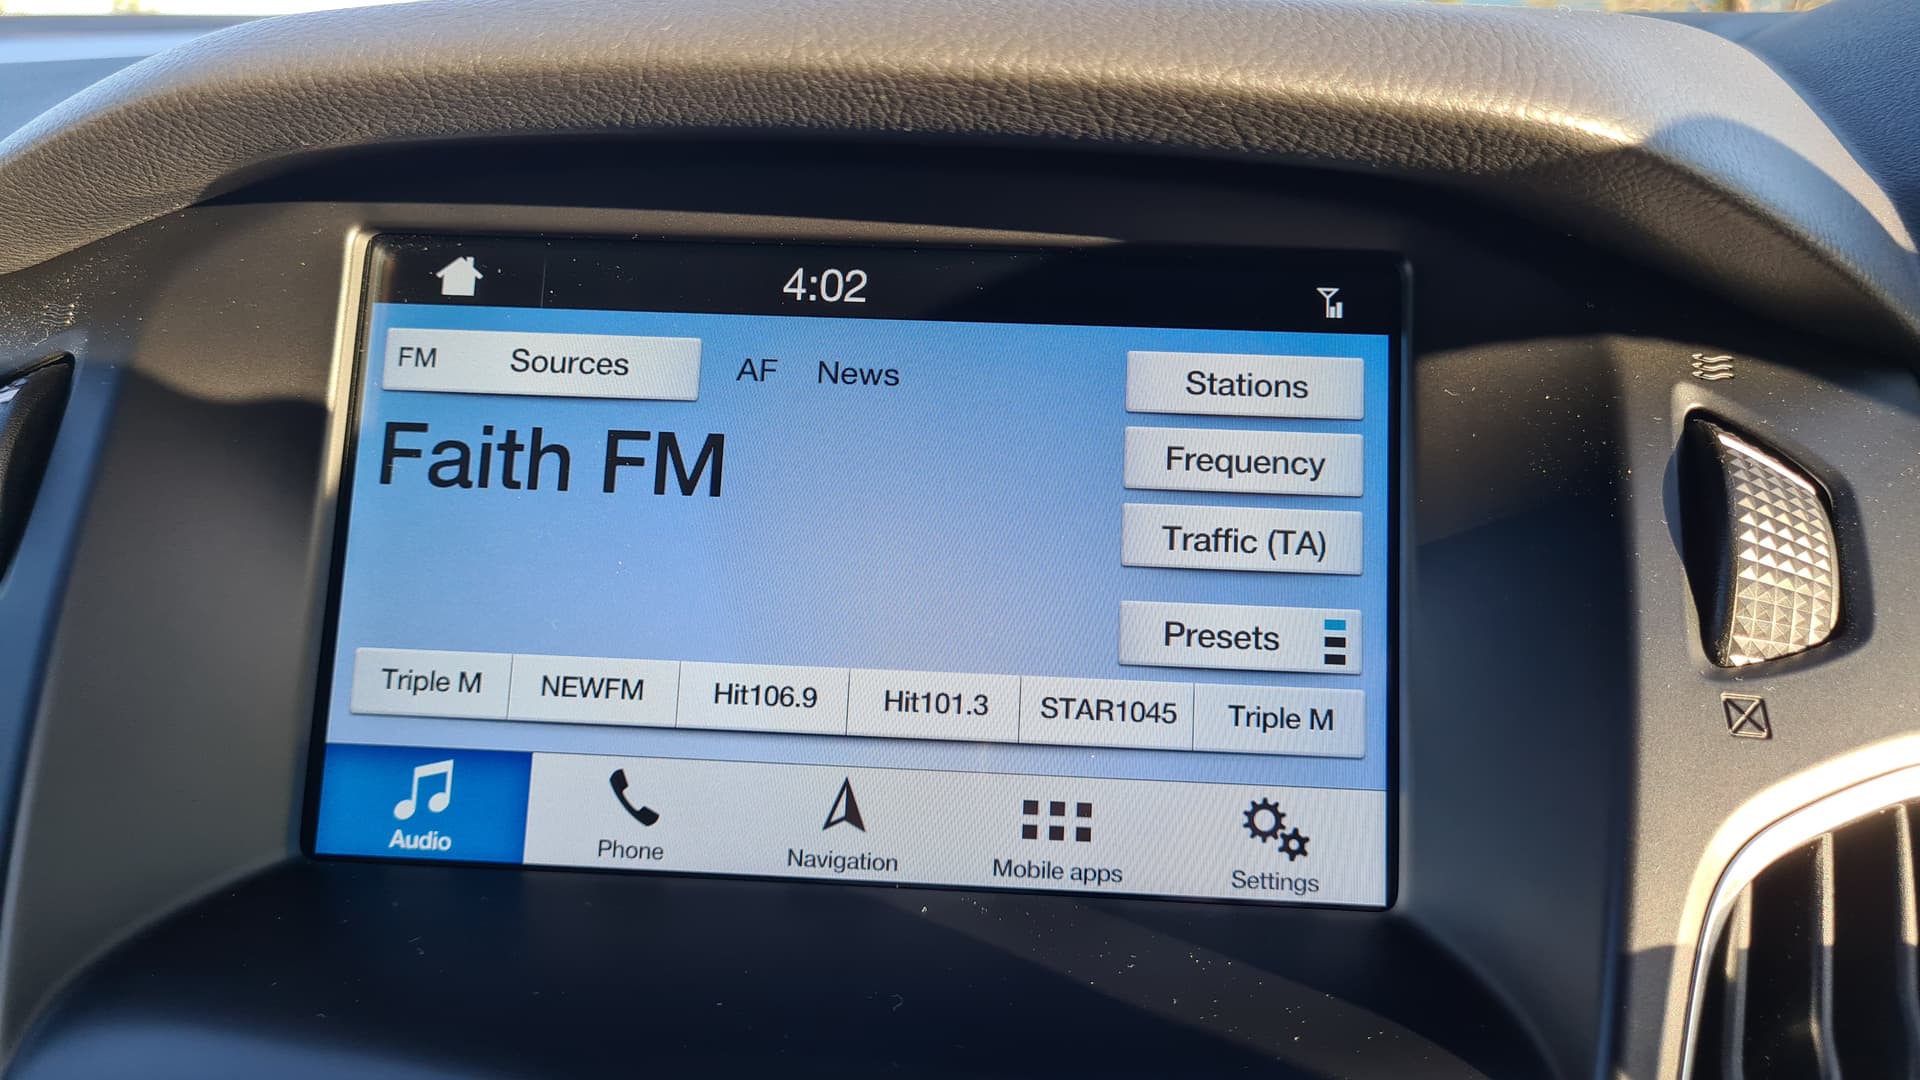 4:02
FM Sources AF News Stations
Faith FM
Frequency
Traffic (TA)
Presets
Triple M NEWFM Hit106.9 Hit101.3 STAR1045 Triple M
Audio Phone Navigation Mobile apps Settings